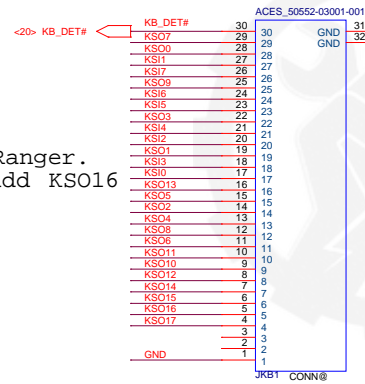 ACES_50552-03001-001
<20> KB_DET# KB_DET# 30 30 GND 31
KSO7 29 29 GND 32
KSO0 28 28
KSI1 27 27
KSI7 26 26
KSO9 25 25
KSI6 24 24
KSI5 23 23
KSO3 22 22
KSI4 21 21
KSI2 20 20
KSO1 19 19
Ranger.
KSI3 18 18
KSI0 17 17
add KSO16
KSO13 16 16
KSO5 15 15
KSO2 14 14
KSO4 13 13
KSO8 12 12
KSO6 11 11
KSO11 10 10
KSO10 9 9
KSO12 8 8
KSO14 7 7
KSO15 6 6
KSO16 5 5
KSO17 4 4
3 3
2 2
GND 1 1
JKB1 CONN@